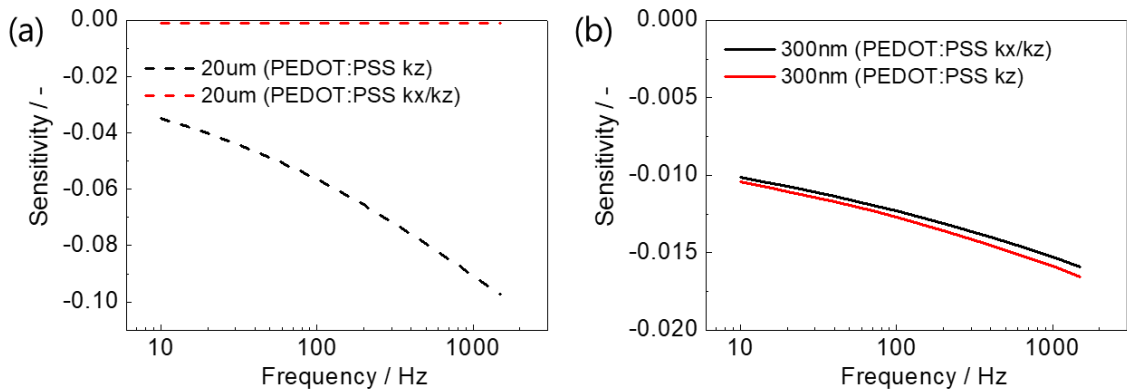 (a)
0.00
-0.02
-0.04
-0.06
-0.08
-0.10
Sensitivity / -
20um (PEDOT:PSS kz)
20um (PEDOT:PSS kx/kz)
10
100
1000
Frequency / Hz
(b)
0.000
-0.005
-0.010
-0.015
-0.020
Sensitivity / -
300nm (PEDOT:PSS kx/kz)
300nm (PEDOT:PSS kz)
10
100
1000
Frequency / Hz